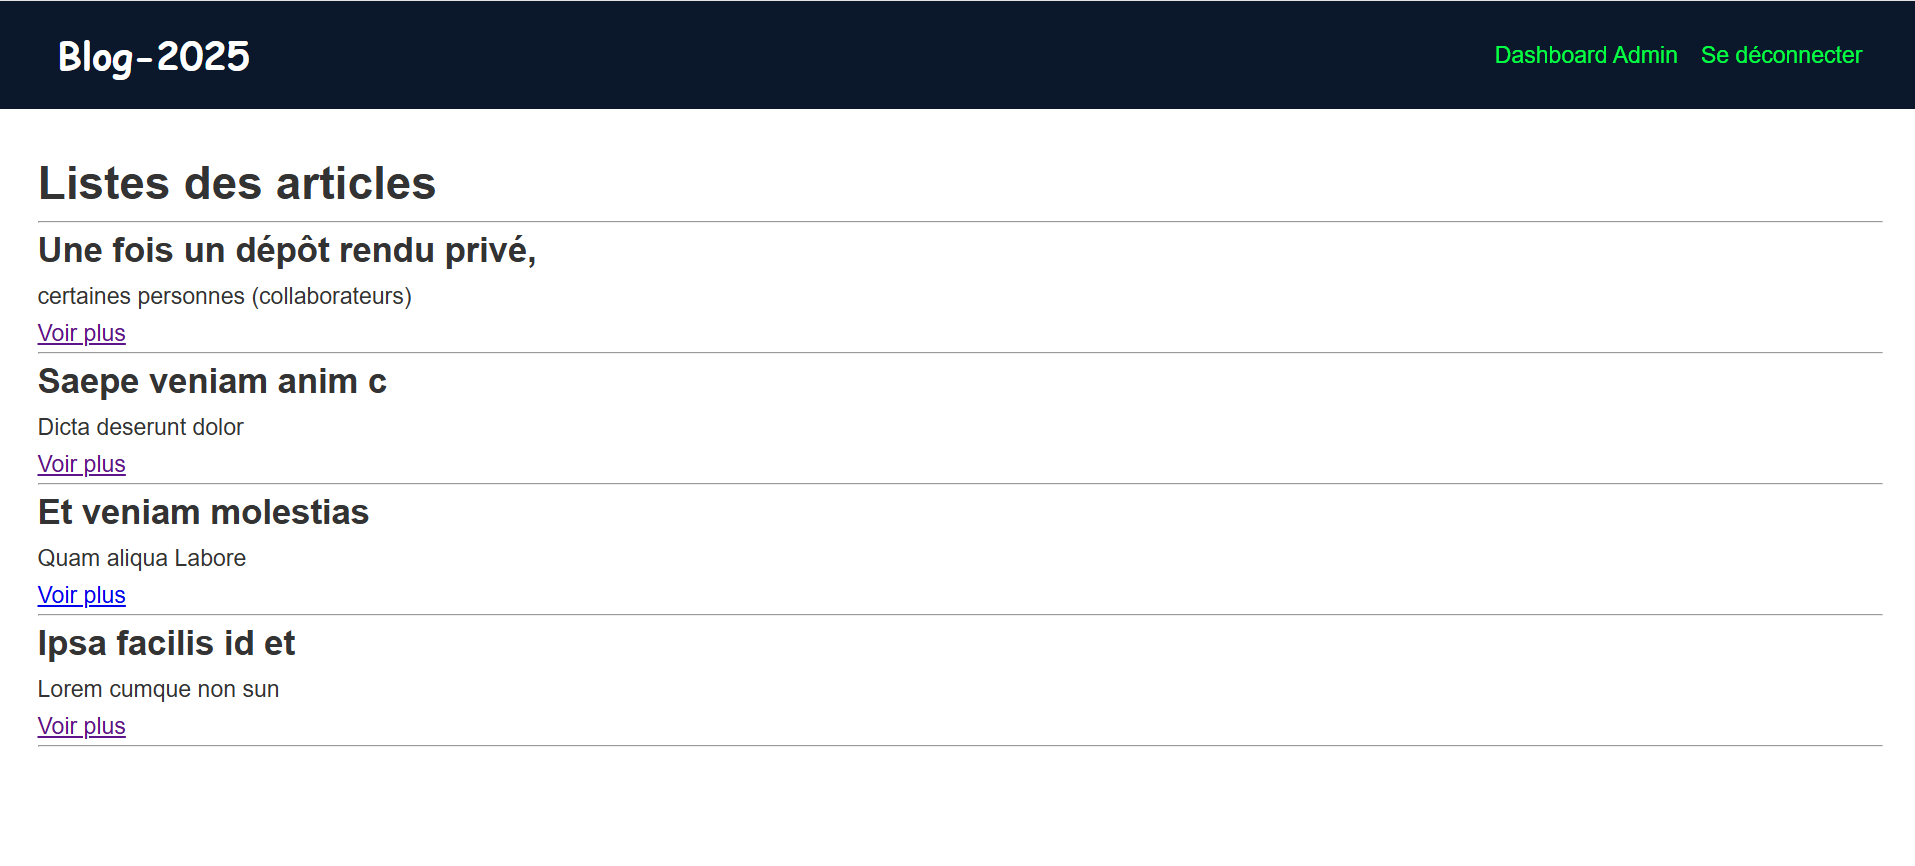 Blog-2025
Dashboard Admin Se déconnecter
Listes des articles
Une fois un dépôt rendu privé,
certaines personnes (collaborateurs)
Voir plus
Saepe veniam anim c
Dicta deserunt dolor
Voir plus
Et veniam molestias
Quam aliqua Labore
Voir plus
Ipsa facilis id et
Lorem cumque non sun
Voir plus